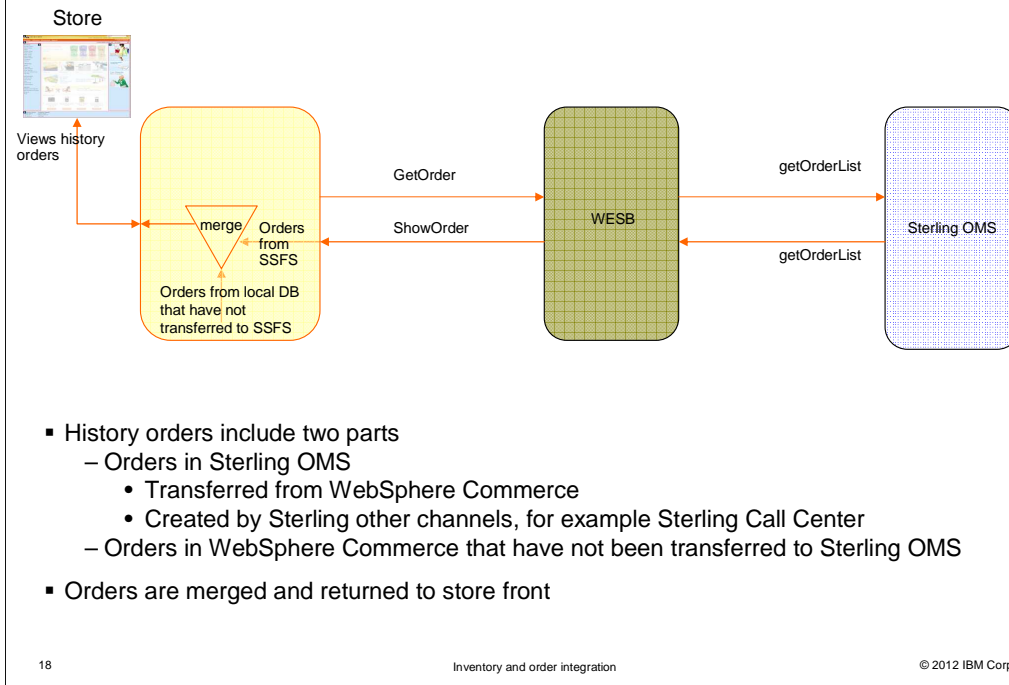 Store
Views history
orders
GetOrder
getOrderList
merge
Orders
from
SSFS
ShowOrder
WESB
Sterling OMS
getOrderList
Orders from local DB
that have not
transferred to SSFS
▪ History orders include two parts
– Orders in Sterling OMS
• Transferred from WebSphere Commerce
• Created by Sterling other channels, for example Sterling Call Center
– Orders in WebSphere Commerce that have not been transferred to Sterling OMS
▪ Orders are merged and returned to store front
18
Inventory and order integration
© 2012 IBM Corp